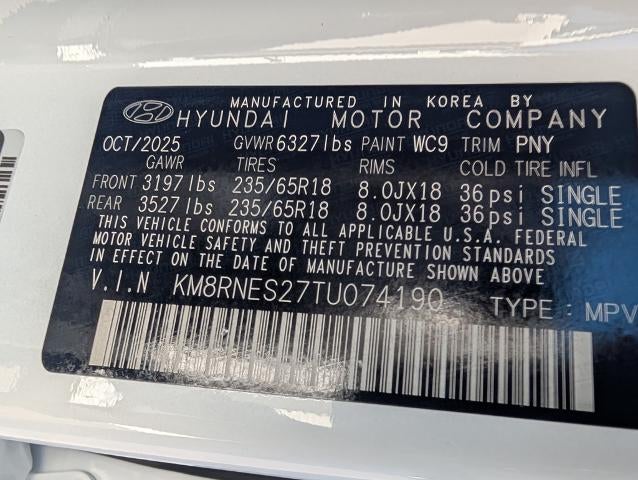 MANUFACTURED IN KOREA BY
HYUNDAI MOTOR COMPANY
OCT/2025 GVWR 6327lbs PAINT WC9 TRIM PNY
GAWR TIRES RIMS COLD TIRE INFL
FRONT 3197lbs 235/65R18 8.0JX18 36psi SINGLE
REAR 3527lbs 235/65R18 8.0JX18 36psi SINGLE
THIS VEHICLE CONFORMS TO ALL APPLICABLE U.S.A. FEDERAL
MOTOR VEHICLE SAFETY AND THEFT PREVENTION STANDARDS
IN EFFECT ON THE DATE OF MANUFACTURE SHOWN ABOVE
V.I.N KM8RNES27TU074190 TYPE : MPV